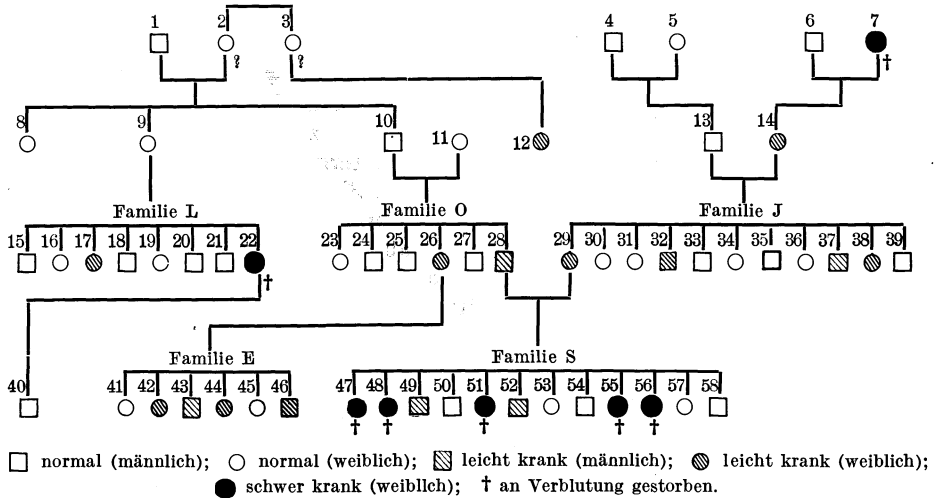 1 2 3 4 5 6 7
? ? †
8 9 10 11 12 13 14
Familie L Familie O Familie J
15 16 17 18 19 20 21 22 23 24 25 26 27 28 29 30 31 32 33 34 35 36 37 38 39
†
Familie E Familie S
40 41 42 43 44 45 46 47 48 49 50 51 52 53 54 55 56 57 58
† † † † †
normal (männlich); normal (weiblich); leicht krank (männlich); leicht krank (weiblich);
schwer krank (weibllch); † an Verblutung gestorben.